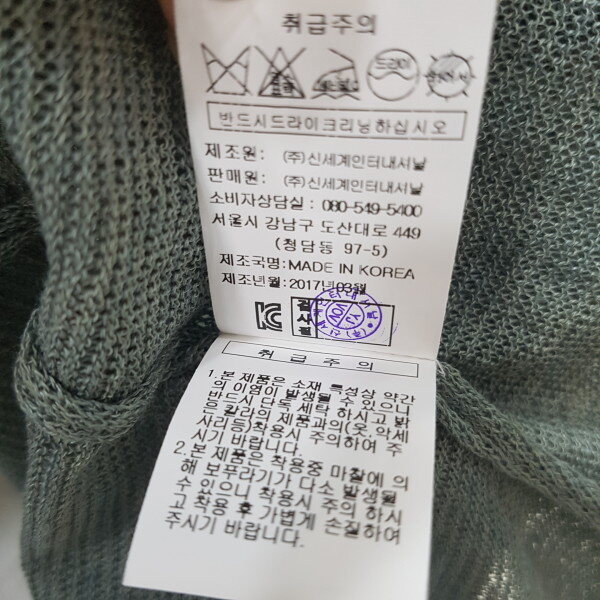 취급주의
드라이
반드시드라이크리닝하십시오
제조원: (주)신세계인터내셔날
판매원: (주)신세계인터내셔날
소비자상담실 : 080-549-5400
서울시 강남구 도산대로 449
(청담동 97-5)
제조국명: MADE IN KOREA
제조년월: 2017년03월
취급주의
1. 본 제품은 소재 특성상 약간
의 이염이 발생될 수 있으니
반드시 단독 세탁 하시고 밝
은 칼라의 제품과의(옷,악세
사리등)착용시 주의하여 주
시기 바랍니다.
2. 본 제품은 착용중 마찰에 의
해 보푸라기가 다소 발생될
수 있으니 착용시 주의 하시
고 착용 후 가볍게 손질하여
주시기 바랍니다.